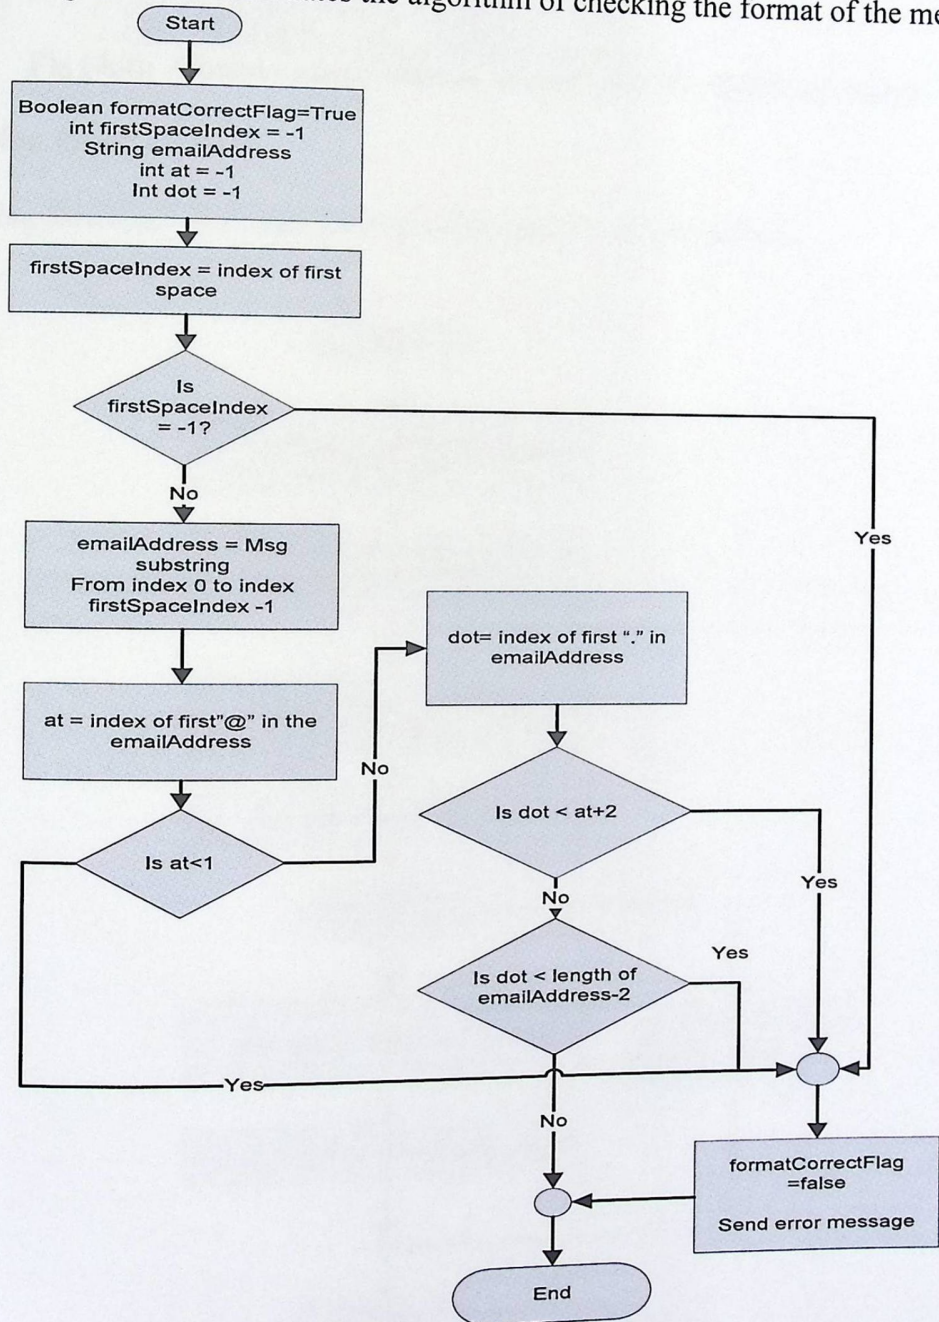 the algorithm of checking the format of the me
Start
Boolean formatCorrectFlag=True
int firstSpaceIndex = -1
String emailAddress
int at = -1
Int dot = -1
firstSpaceIndex = index of first
space
Is
firstSpaceIndex
= -1?
No
Yes
emailAddress = Msg
substring
From index 0 to index
firstSpaceIndex -1
at = index of first"@" in the
emailAddress
Is at<1
No
Yes
dot= index of first "." in
emailAddress
Is dot < at+2
Yes
No
Is dot < length of
emailAddress-2
Yes
No
formatCorrectFlag
=false
Send error message
End